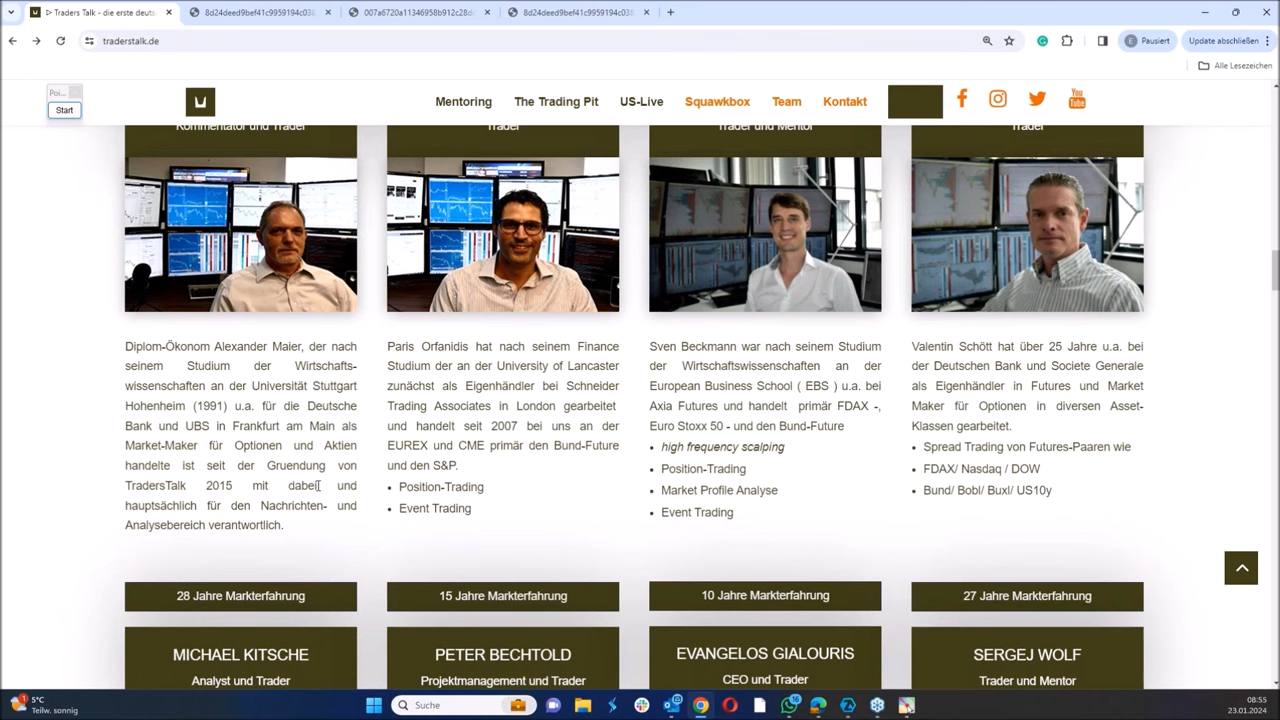 ▷ Traders Talk - die erste deuts
8d24deed9bef41c9959194c038
007a6720a11346958b912c28d
8d24deed9bef41c9959194c038
traderstalk.de
E Pausiert
Update abschließen
Alle Lesezeichen
Poi...
Start
Mentoring The Trading Pit US-Live Squawkbox Team Kontakt
You Tube
Kommentator und Trader
Trader
Trader und Mentor
Trader
Diplom-Ökonom Alexander Maier, der nach
seinem Studium der Wirtschafts-
wissenschaften an der Universität Stuttgart
Hohenheim (1991) u.a. für die Deutsche
Bank und UBS in Frankfurt am Main als
Market-Maker für Optionen und Aktien
handelte ist seit der Gruendung von
TradersTalk 2015 mit dabei und
hauptsächlich für den Nachrichten- und
Analysebereich verantwortlich.
Paris Orfanidis hat nach seinem Finance
Studium der an der University of Lancaster
zunächst als Eigenhändler bei Schneider
Trading Associates in London gearbeitet
und handelt seit 2007 bei uns an der
EUREX und CME primär den Bund-Future
und den S&P.
• Position-Trading
• Event Trading
Sven Beckmann war nach seinem Studium
der Wirtschaftswissenschaften an der
European Business School ( EBS ) u.a. bei
Axia Futures und handelt primär FDAX -,
Euro Stoxx 50 - und den Bund-Future
• high frequency scalping
• Position-Trading
• Market Profile Analyse
• Event Trading
Valentin Schött hat über 25 Jahre u.a. bei
der Deutschen Bank und Societe Generale
als Eigenhändler in Futures und Market
Maker für Optionen in diversen Asset-
Klassen gearbeitet.
• Spread Trading von Futures-Paaren wie
• FDAX/ Nasdaq / DOW
• Bund/ Bobl/ Buxl/ US10y
28 Jahre Markterfahrung
15 Jahre Markterfahrung
10 Jahre Markterfahrung
27 Jahre Markterfahrung
MICHAEL KITSCHE
Analyst und Trader
PETER BECHTOLD
Projektmanagement und Trader
EVANGELOS GIALOURIS
CEO und Trader
SERGEJ WOLF
Trader und Mentor
1
5°C
Teilw. sonnig
Suche
08:55
23.01.2024